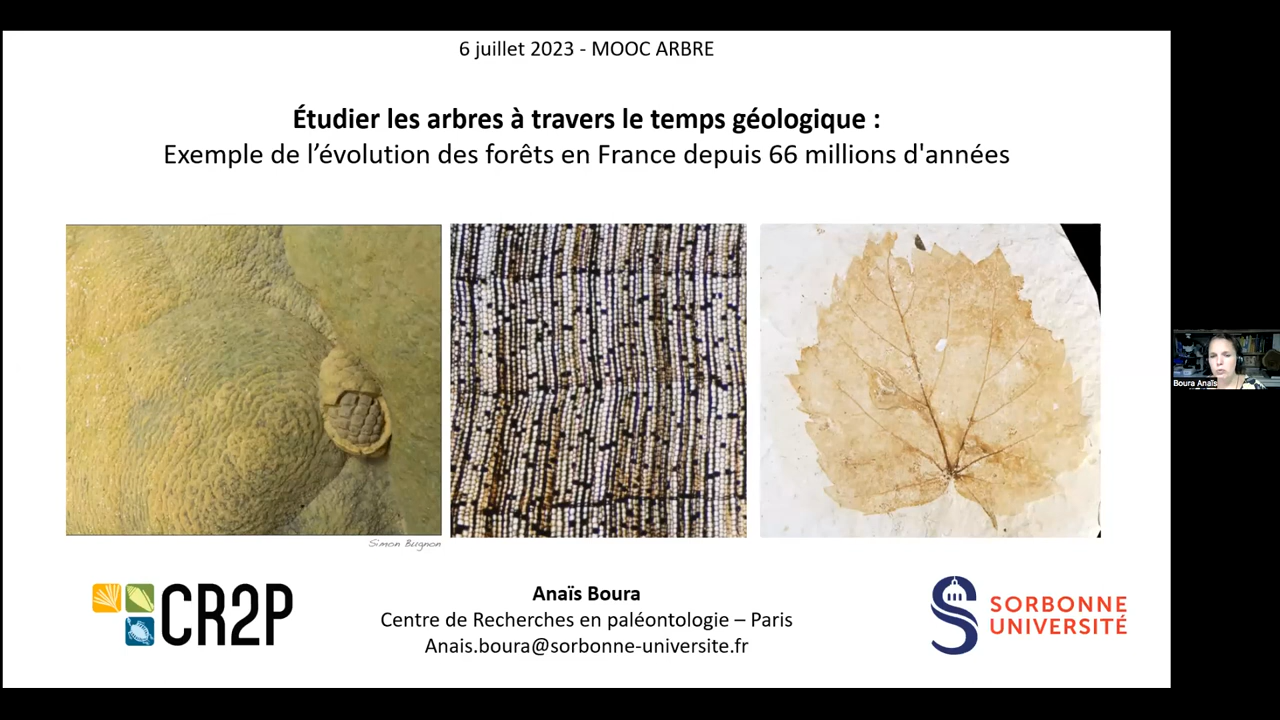 6 juillet 2023 - MOOC ARBRE
Étudier les arbres à travers le temps géologique :
Exemple de l’évolution des forêts en France depuis 66 millions d'années
Simon Bugnon
CR2P
Anaïs Boura
Centre de Recherches en paléontologie – Paris
Anais.boura@sorbonne-universite.fr
SORBONNE
UNIVERSITÉ
Boura Anaïs